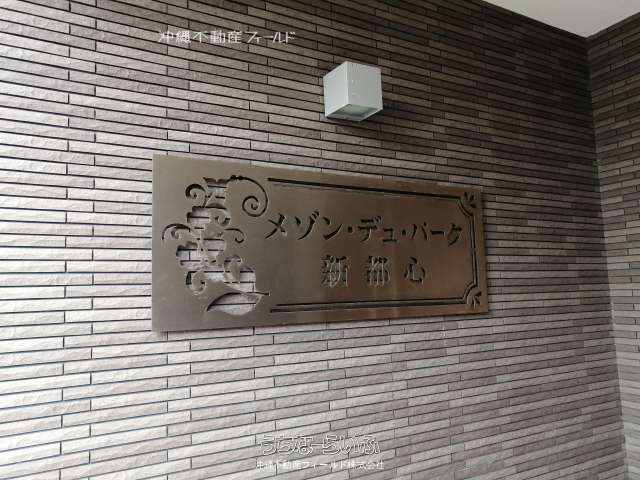 沖縄不動産フィールド
メゾン・デュ・パーク
新都心
うちなーらいふ
沖縄不動産フィールド株式会社